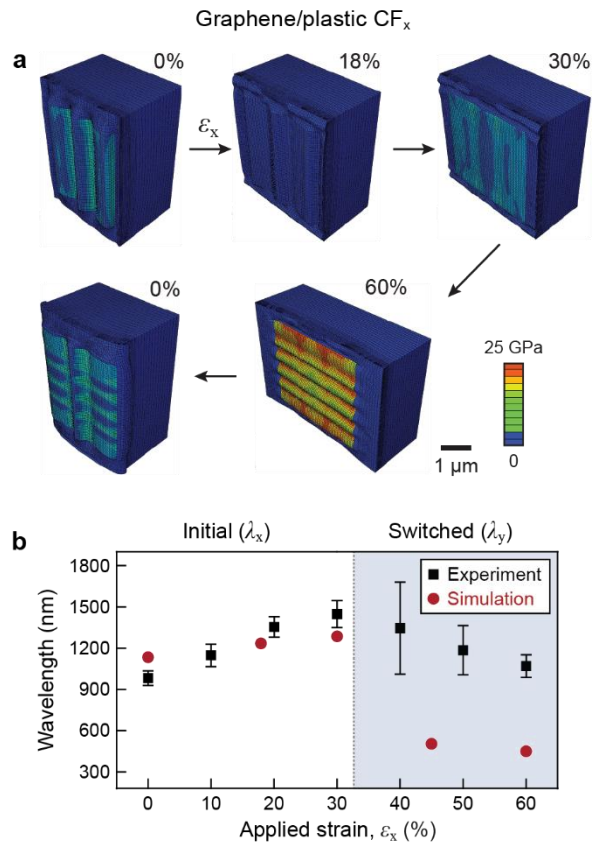 Graphene/plastic CFₓ
a
0% 18% 30%
εₓ
0% 60%
25 GPa
0
1 μm
b
Initial (λₓ) Switched (λᵧ)
Experiment
Simulation
Wavelength (nm)
1800
1500
1200
900
600
300
0 10 20 30 40 50 60
Applied strain, εₓ (%)